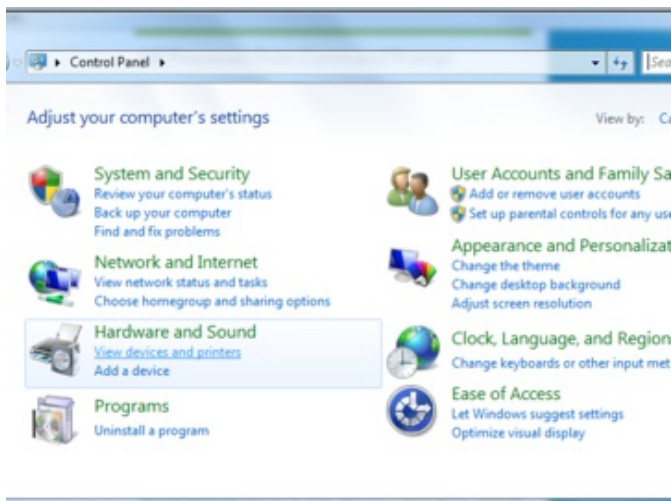 Control Panel
Adjust your computer's settings
View by:
System and Security
Review your computer's status
Back up your computer
Find and fix problems
Network and Internet
View network status and tasks
Choose homegroup and sharing options
Hardware and Sound
View devices and printers
Add a device
Programs
Uninstall a program
User Accounts and Family Sa
Add or remove user accounts
Set up parental controls for any use
Appearance and Personalizat
Change the theme
Change desktop background
Adjust screen resolution
Clock, Language, and Region
Change keyboards or other input met
Ease of Access
Let Windows suggest settings
Optimize visual display